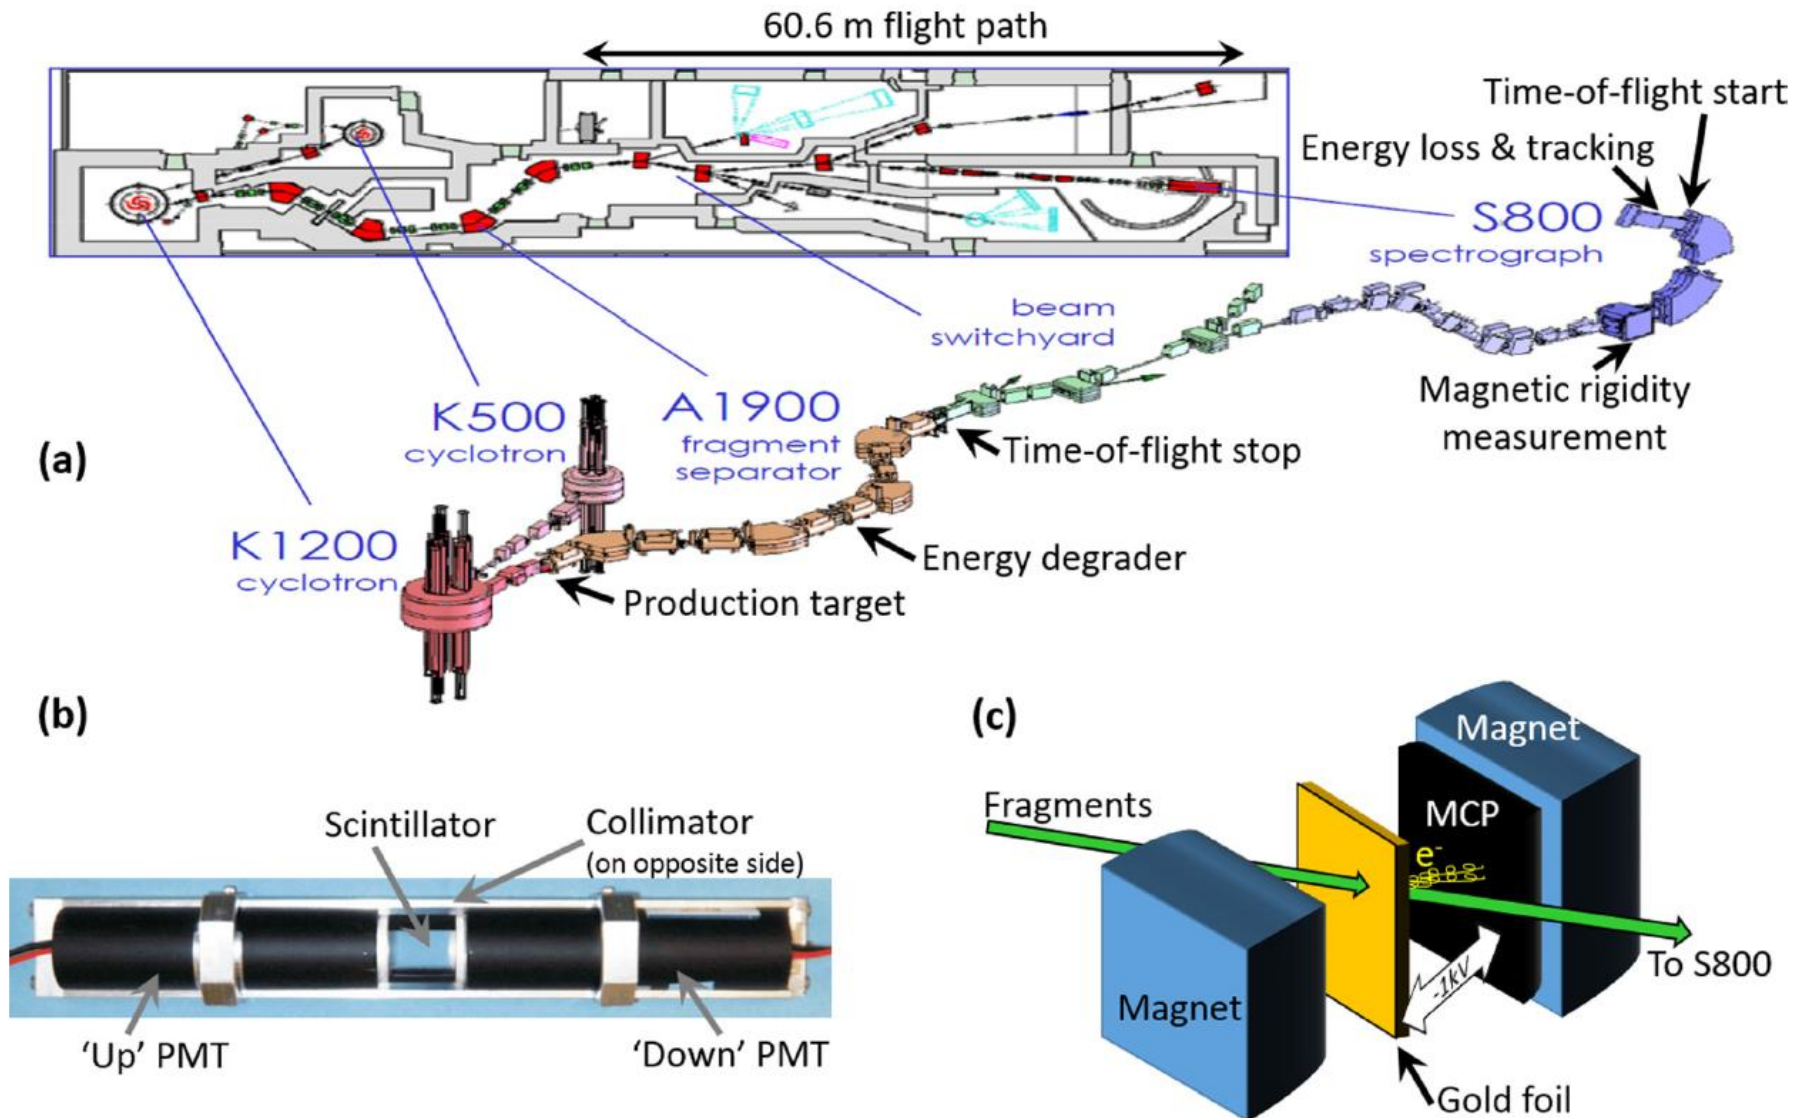 60.6 m flight path
Time-of-flight start
Energy loss & tracking
S800
spectrograph
beam
switchyard
Magnetic rigidity
measurement
K500
cyclotron
A1900
fragment
separator
Time-of-flight stop
(a)
K1200
cyclotron
Energy degrader
Production target
(b)
Scintillator
Collimator
(on opposite side)
'Up' PMT
'Down' PMT
(c)
Magnet
Fragments
MCP
e-
To S800
-1kV
Magnet
Gold foil